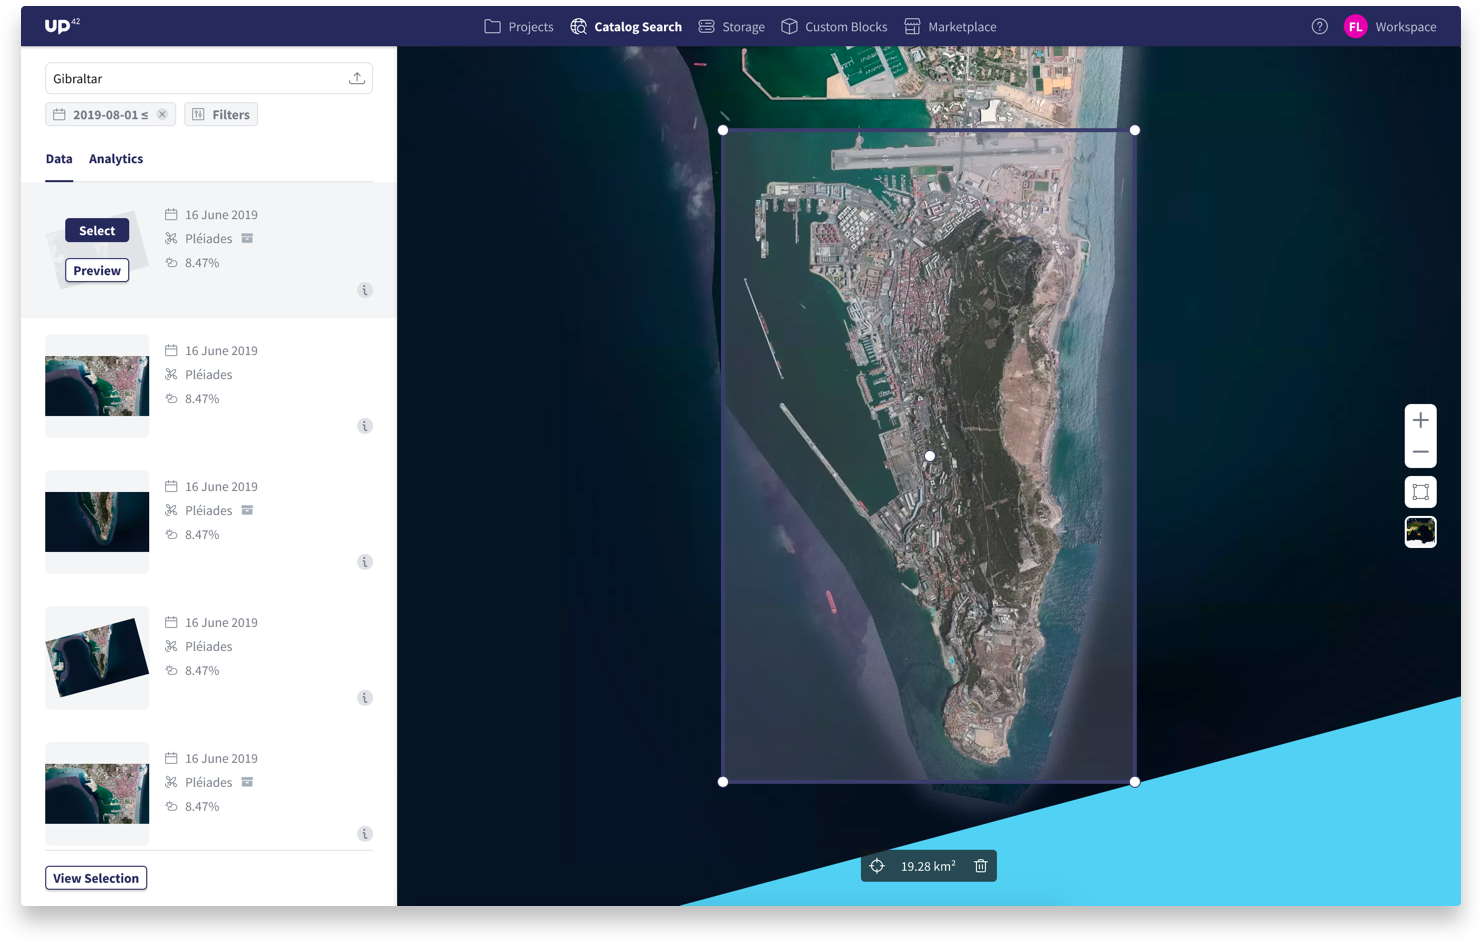 UP42
Projects
Catalog Search
Storage
Custom Blocks
Marketplace
?
FL
Workspace
Gibraltar
2019-08-01 ≤
Filters
Data
Analytics
Select
Preview
16 June 2019
Pléiades
8.47%
i
16 June 2019
Pléiades
8.47%
i
16 June 2019
Pléiades
8.47%
i
16 June 2019
Pléiades
8.47%
i
16 June 2019
Pléiades
8.47%
i
View Selection
19.28 km²